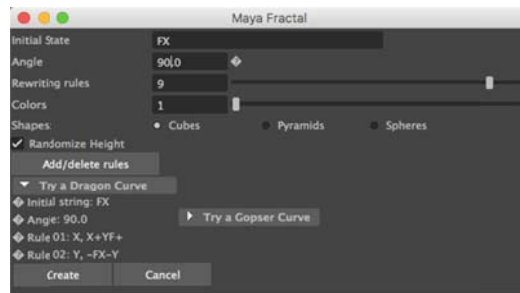 Maya Fractal
Initial State FX
Angle 90.0
Rewriting rules 9
Colors 1
Shapes: Cubes Pyramids Spheres
Randomize Height
Add/delete rules
Try a Dragon Curve
Initial string: FX
Try a Gopser Curve
Angle: 90.0
Rule 01: X, X+YF+
Rule 02: Y, -FX-Y
Create Cancel